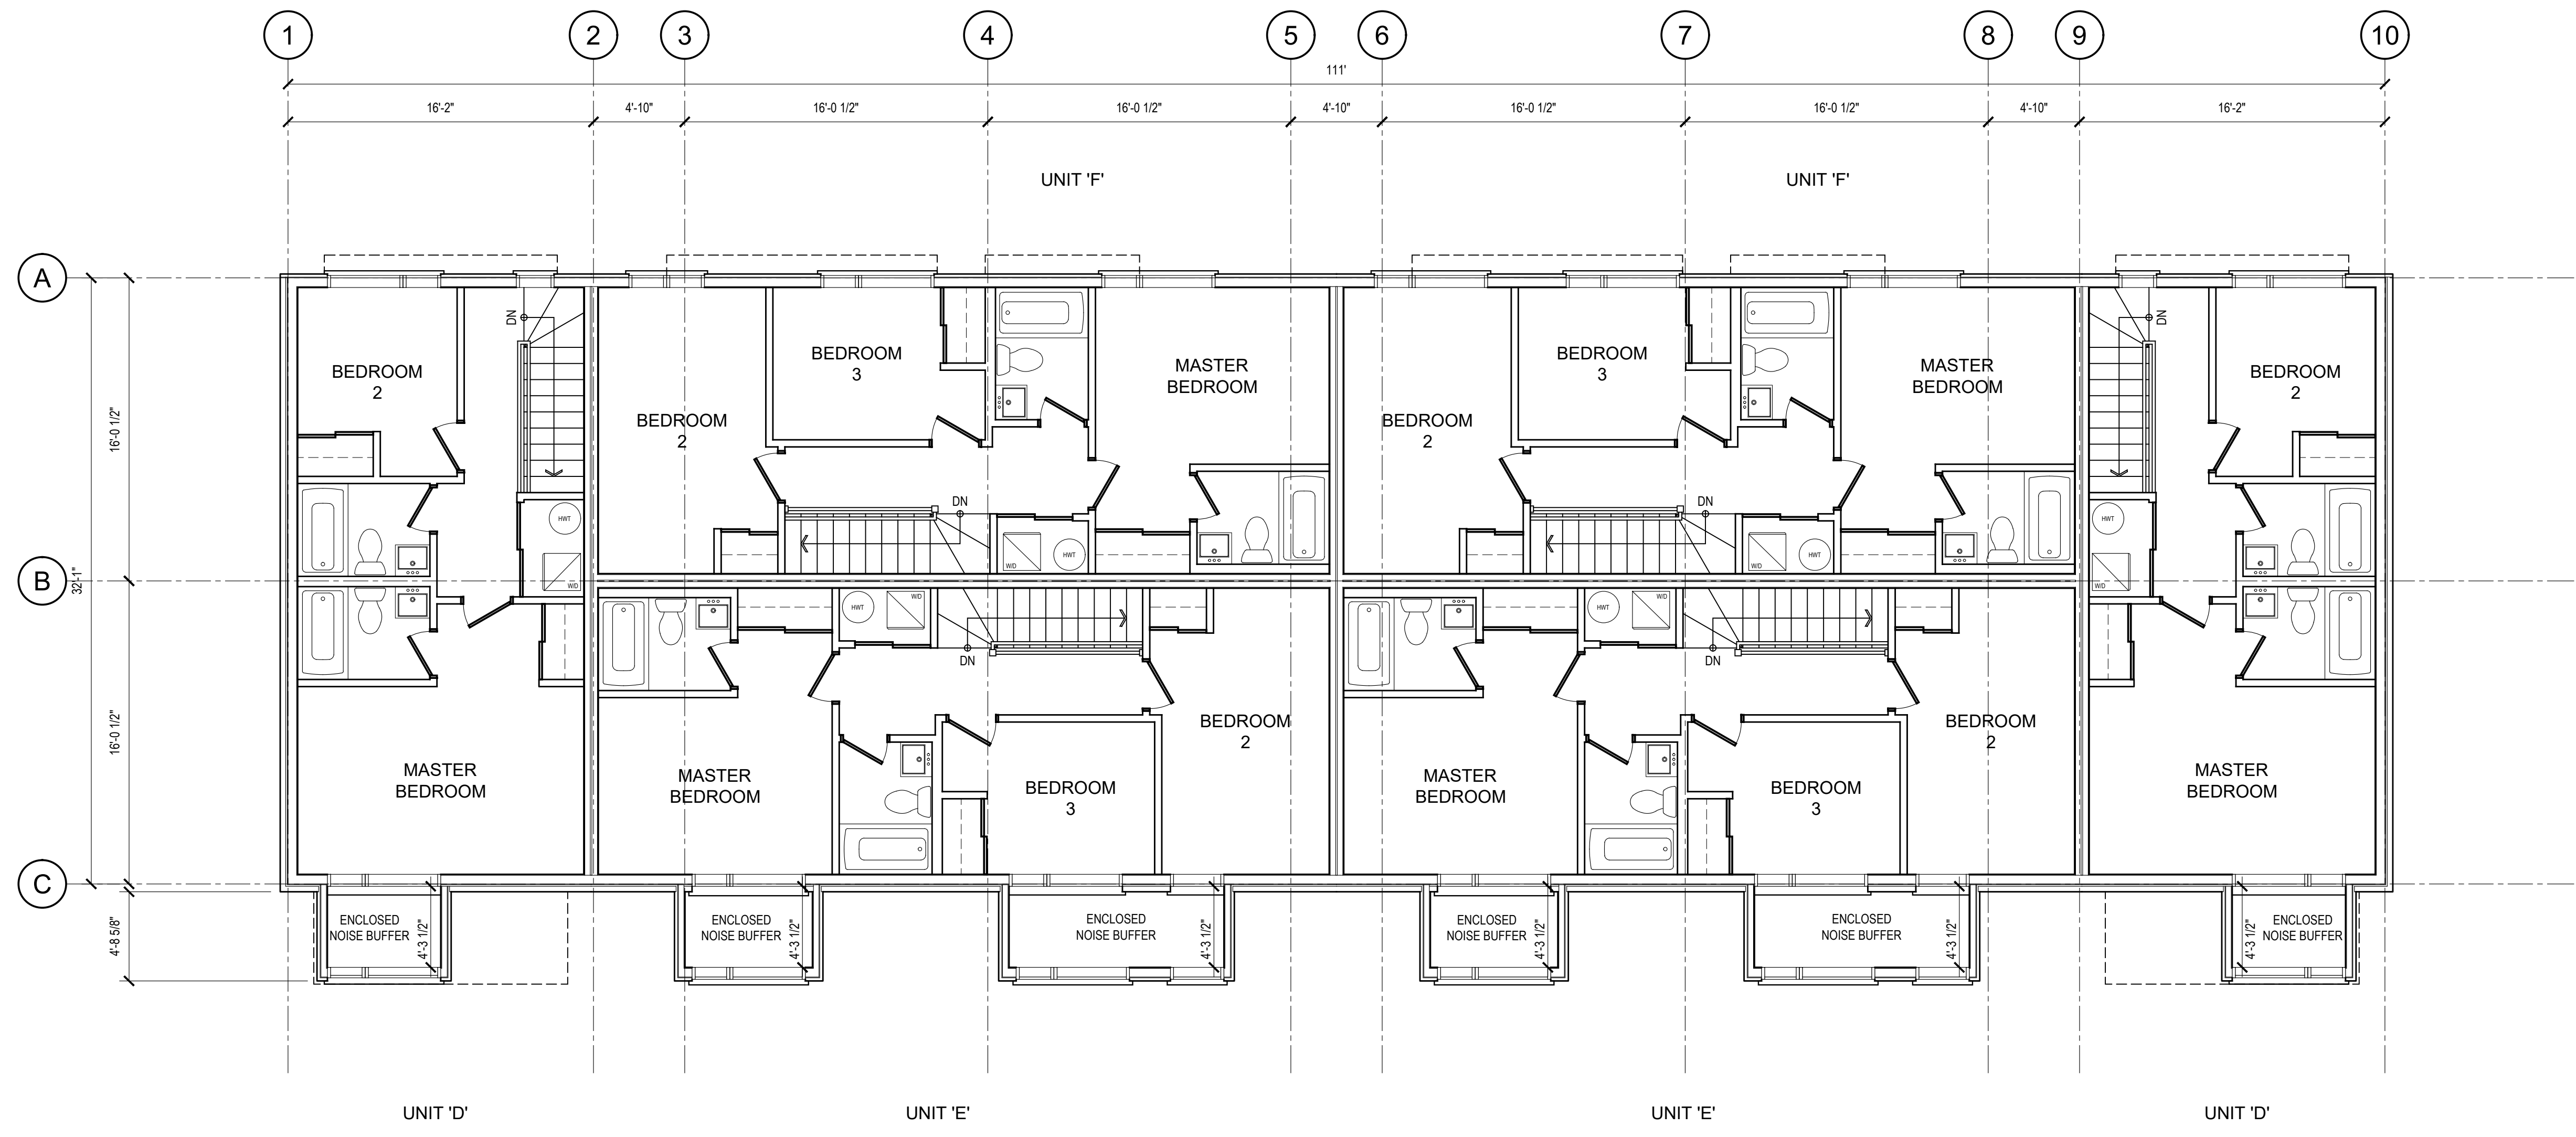 1 2 3 4 5 6 7 8 9 10
111'
16'-2" 4'-10" 16'-0 1/2" 16'-0 1/2" 4'-10" 16'-0 1/2" 16'-0 1/2" 4'-10" 16'-2"
UNIT 'F' UNIT 'F'
A
B
C
16'-0 1/2"
32'-1"
16'-0 1/2"
4'-8 5/8"
DN
BEDROOM
2
HWT
W/D
MASTER
BEDROOM
ENCLOSED
NOISE BUFFER
4'-3 1/2"
BEDROOM
2
BEDROOM
3
MASTER
BEDROOM
DN
W/D
HWT
BEDROOM
2
BEDROOM
3
MASTER
BEDROOM
DN
W/D
HWT
DN
BEDROOM
2
HWT
W/D
HWT
W/D
DN
MASTER
BEDROOM
BEDROOM
3
BEDROOM
2
ENCLOSED
NOISE BUFFER
4'-3 1/2"
ENCLOSED
NOISE BUFFER
4'-3 1/2"
HWT
W/D
DN
MASTER
BEDROOM
BEDROOM
3
BEDROOM
2
ENCLOSED
NOISE BUFFER
4'-3 1/2"
ENCLOSED
NOISE BUFFER
4'-3 1/2"
MASTER
BEDROOM
4'-3 1/2"
ENCLOSED
NOISE BUFFER
UNIT 'D' UNIT 'E' UNIT 'E' UNIT 'D'